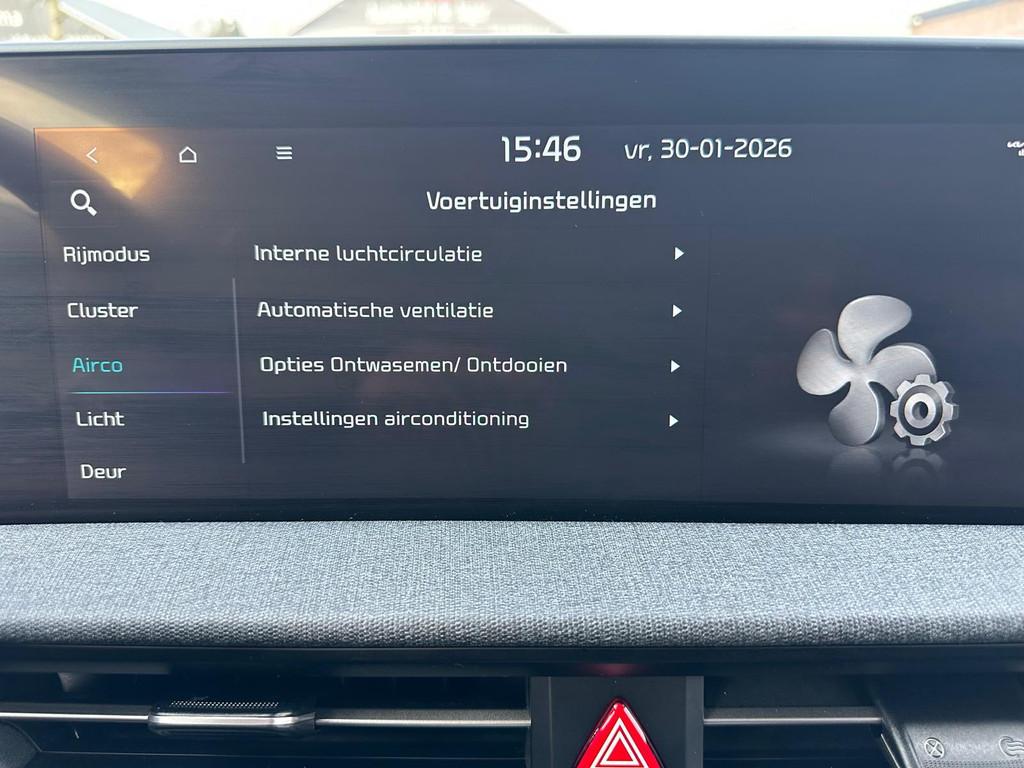 15:46 vr, 30-01-2026
Voertuiginstellingen
Rijmodus
Cluster
Airco
Licht
Deur
Interne luchtcirculatie
Automatische ventilatie
Opties Ontwasemen/ Ontdooien
Instellingen airconditioning